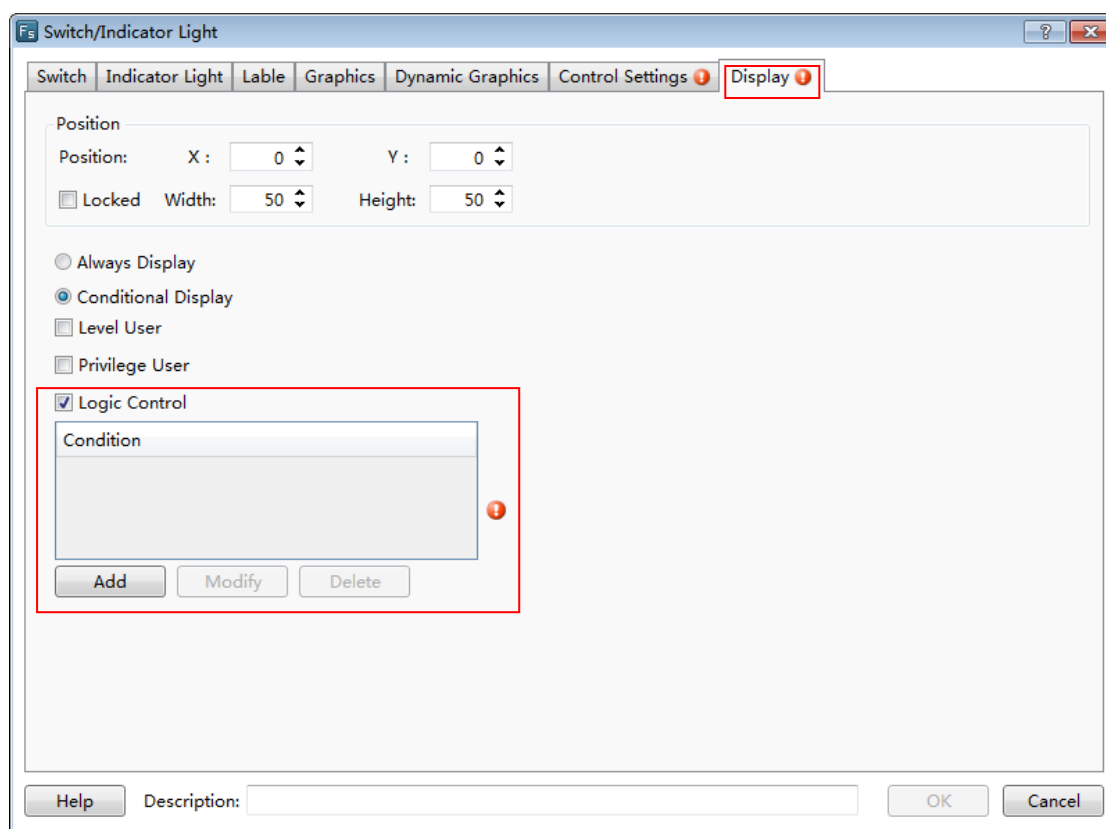 Fs Switch/Indicator Light ?
Switch Indicator Light Lable Graphics Dynamic Graphics Control Settings ! Display !
Position
Position: X : 0 Y : 0
Locked Width: 50 Height: 50
Always Display
Conditional Display
Level User
Privilege User
Logic Control
Condition
!
Add Modify Delete
Help Description: OK Cancel